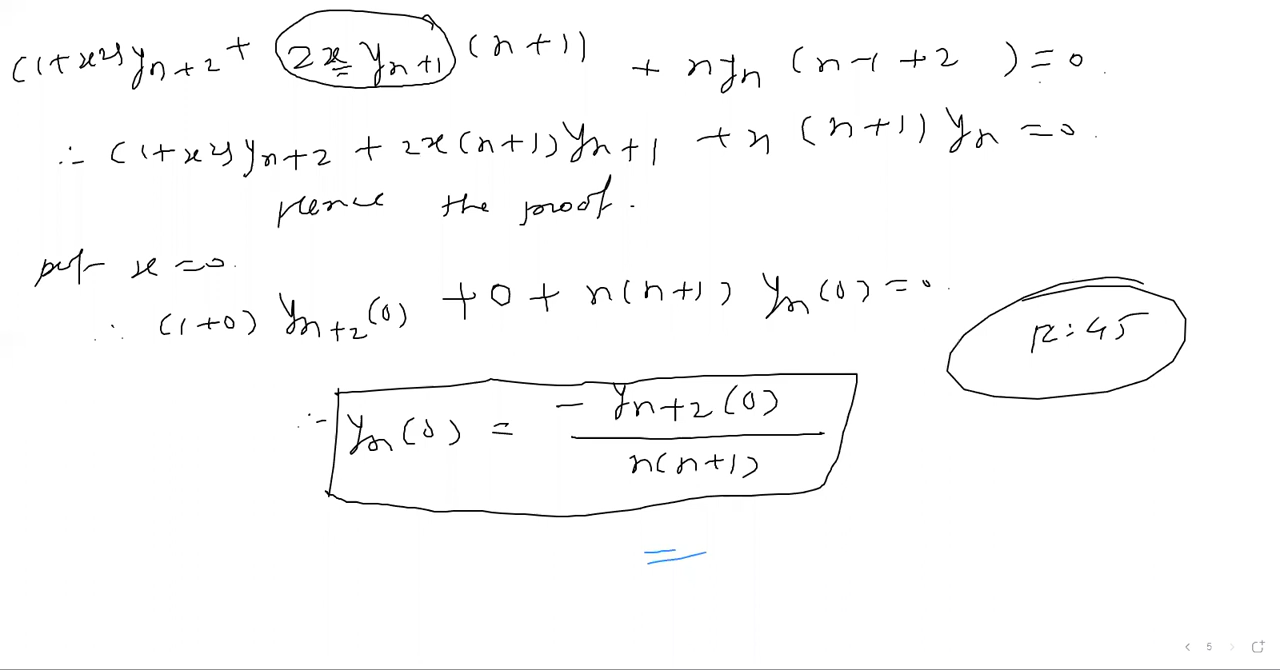 (1+x²)yₙ₊₂ + 2x yₙ₊₁ (n+1) + n yₙ (n-1+2) = 0.
∴ (1+x²)yₙ₊₂ + 2x(n+1)yₙ₊₁ + n(n+1)yₙ = 0.
Hence the proof.
put x = 0.
∴ (1+0) yₙ₊₂(0) + 0 + n(n+1) yₙ(0) = 0.
∴ yₙ(0) = - yₙ₊₂(0) / n(n+1)
5